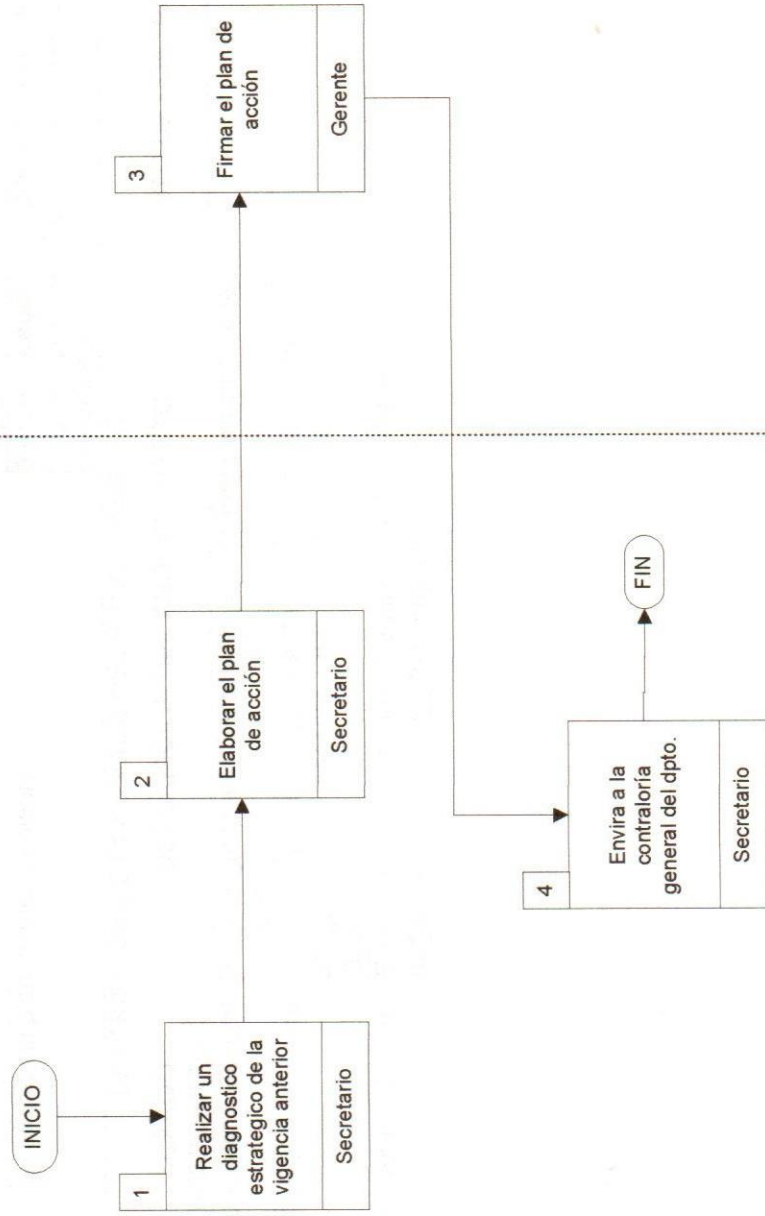 INICIO
1
Realizar un
diagnostico
estrategico de la
vigencia anterior
Secretario
2
Elaborar el plan
de acción
Secretario
3
Firmar el plan de
acción
Gerente
4
Envira a la
contraloría
general del dpto.
Secretario
FIN